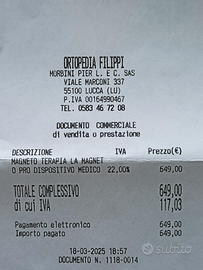 ORTOPEDIA FILIPPI
MORBINI PIER L. E C. SAS
VIALE MARCONI 337
55100 LUCCA (LU)
P.IVA 00164990467
Tel. 0583 46 72 08
DOCUMENTO COMMERCIALE
di vendita o prestazione
DESCRIZIONE IVA Prezzo(€)
MAGNETO TERAPIA LA MAGNET
O PRO DISPOSITIVO MEDICO 22,00% 649,00
TOTALE COMPLESSIVO 649,00
di cui IVA 117,03
Pagamento elettronico 649,00
Importo pagato 649,00
18-03-2025 18:57
DOCUMENTO N. 1118-0014
subito